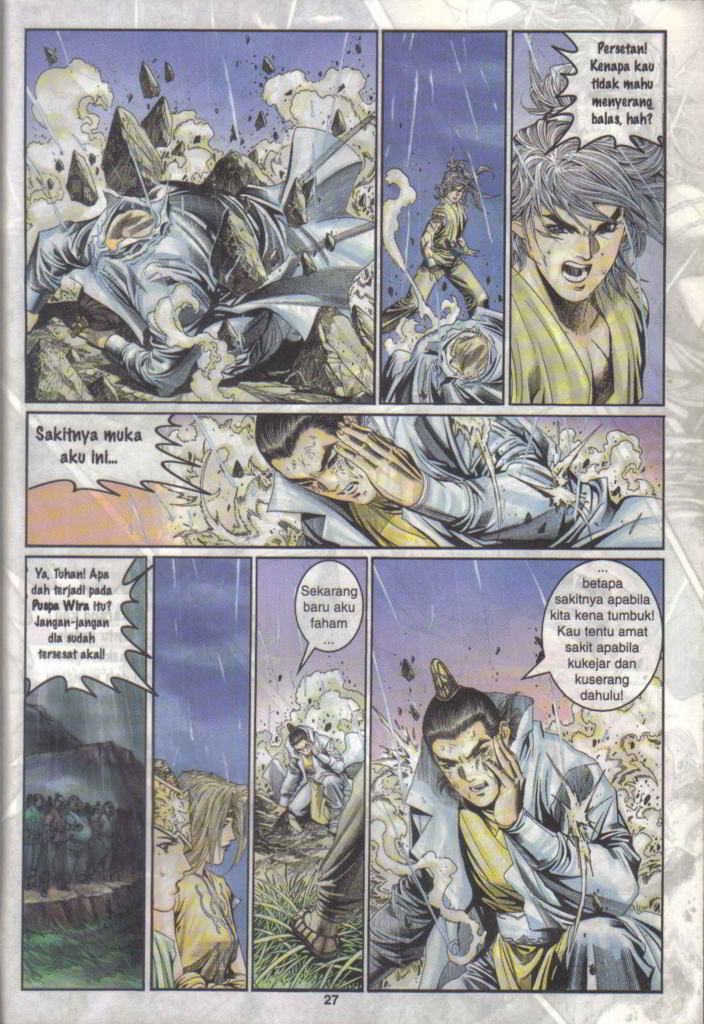 Persetan!
Kenapa kau
tidak mahu
menyerang
balas, hah?
Sakitnya muka
aku ini...
Ya, Tuhan! Apa
dah terjadi pada
Puspa Wira itu?
Jangan-jangan
dia sudah
tersesat akal!
Sekarang
baru aku
faham
...
...
betapa
sakitnya apabila
kita kena tumbuk!
Kau tentu amat
sakit apabila
kukejar dan
kuserang
dahulu!
27